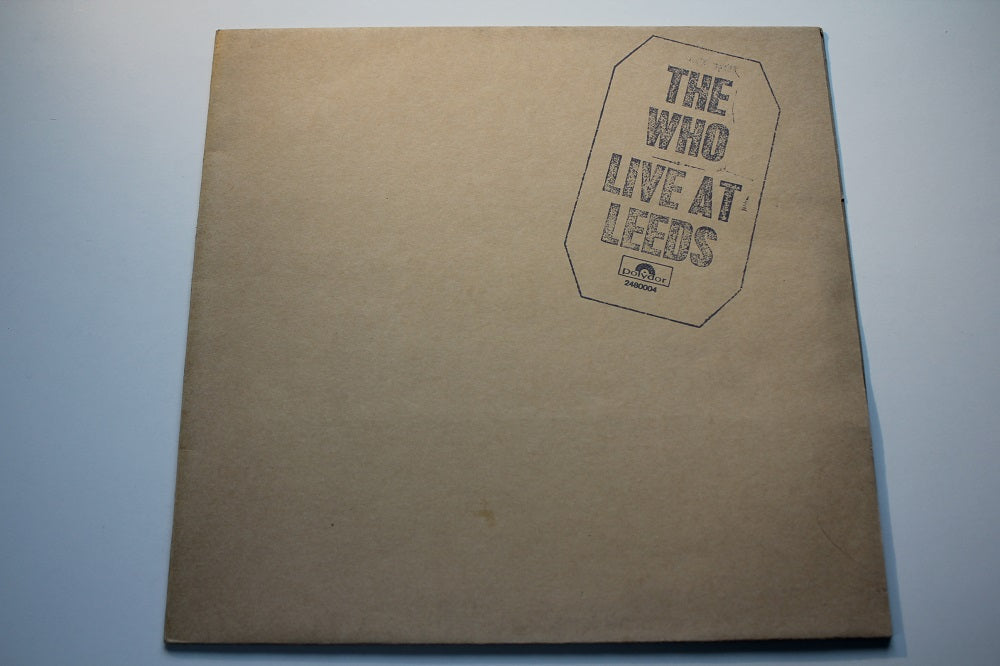 THE
WHO
LIVE AT
LEEDS
polydor
2480004